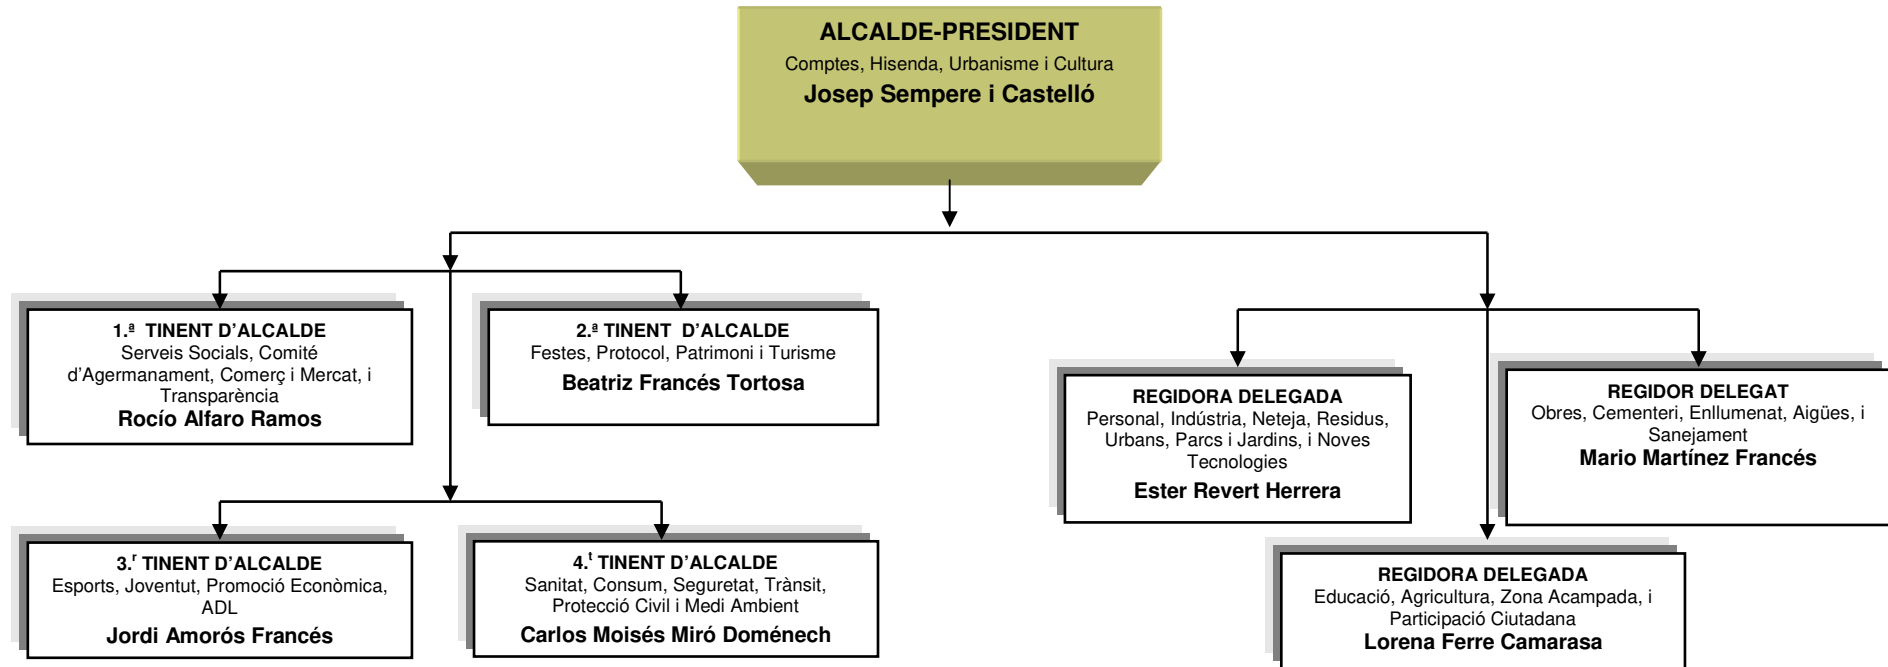 ALCALDE-PRESIDENT
Comptes, Hisenda, Urbanisme i Cultura
Josep Sempere i Castelló
1.ª TINENT D'ALCALDE
Serveis Socials, Comité
d'Agermanament, Comerç i Mercat, i
Transparència
Rocío Alfaro Ramos
2.ª TINENT D'ALCALDE
Festes, Protocol, Patrimoni i Turisme
Beatriz Francés Tortosa
REGIDORA DELEGADA
Personal, Indústria, Neteja, Residus,
Urbans, Parcs i Jardins, i Noves
Tecnologies
Ester Revert Herrera
REGIDOR DELEGAT
Obres, Cementeri, Enllumenat, Aigües, i
Sanejament
Mario Martínez Francés
3.r TINENT D'ALCALDE
Esports, Joventut, Promoció Econòmica,
ADL
Jordi Amorós Francés
4.t TINENT D'ALCALDE
Sanitat, Consum, Seguretat, Trànsit,
Protecció Civil i Medi Ambient
Carlos Moisés Miró Doménech
REGIDORA DELEGADA
Educació, Agricultura, Zona Acampada, i
Participació Ciutadana
Lorena Ferre Camarasa